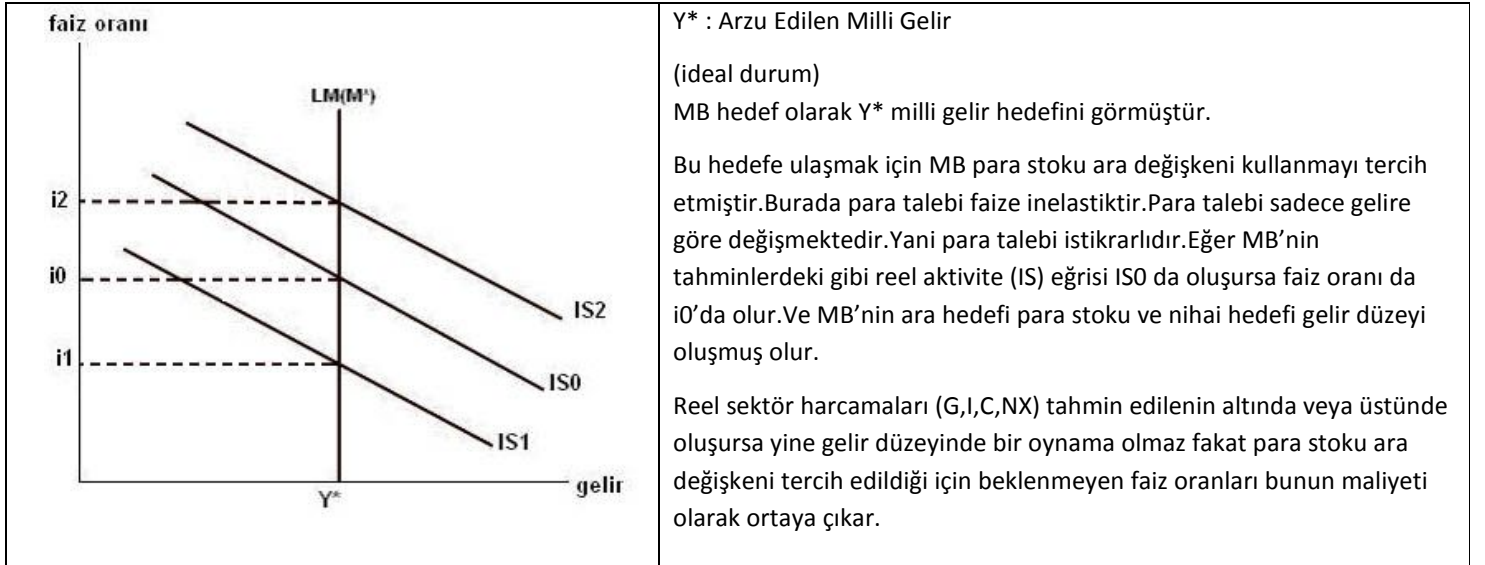 faiz oranı
LM(M*)
i2
i0
i1
IS2
IS0
IS1
gelir
Y*
Y* : Arzu Edilen Milli Gelir
(ideal durum)
MB hedef olarak Y* milli gelir hedefini görmüştür.
Bu hedefe ulaşmak için MB para stoku ara değişkeni kullanmayı tercih
etmiştir.Burada para talebi faize inelastiktir.Para talebi sadece gelire
göre değişmektedir.Yani para talebi istikrarlıdır.Eğer MB’nin
tahminlerdeki gibi reel aktivite (IS) eğrisi IS0 da oluşursa faiz oranı da
i0’da olur.Ve MB’nin ara hedefi para stoku ve nihai hedefi gelir düzeyi
oluşmuş olur.
Reel sektör harcamaları (G,I,C,NX) tahmin edilenin altında veya üstünde
oluşursa yine gelir düzeyinde bir oynama olmaz fakat para stoku ara
değişkeni tercih edildiği için beklenmeyen faiz oranları bunun maliyeti
olarak ortaya çıkar.